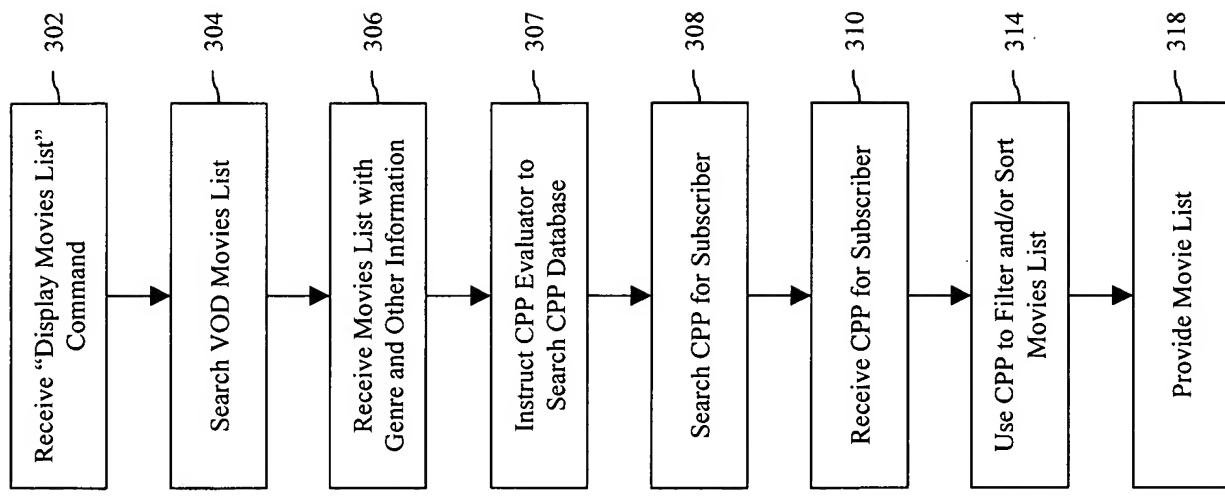 Receive “Display Movies List”
Command
302
Search VOD Movies List
304
Receive Movies List with
Genre and Other Information
306
Instruct CPP Evaluator to
Search CPP Database
307
Search CPP for Subscriber
308
Receive CPP for Subscriber
310
Use CPP to Filter and/or Sort
Movies List
314
Provide Movie List
318